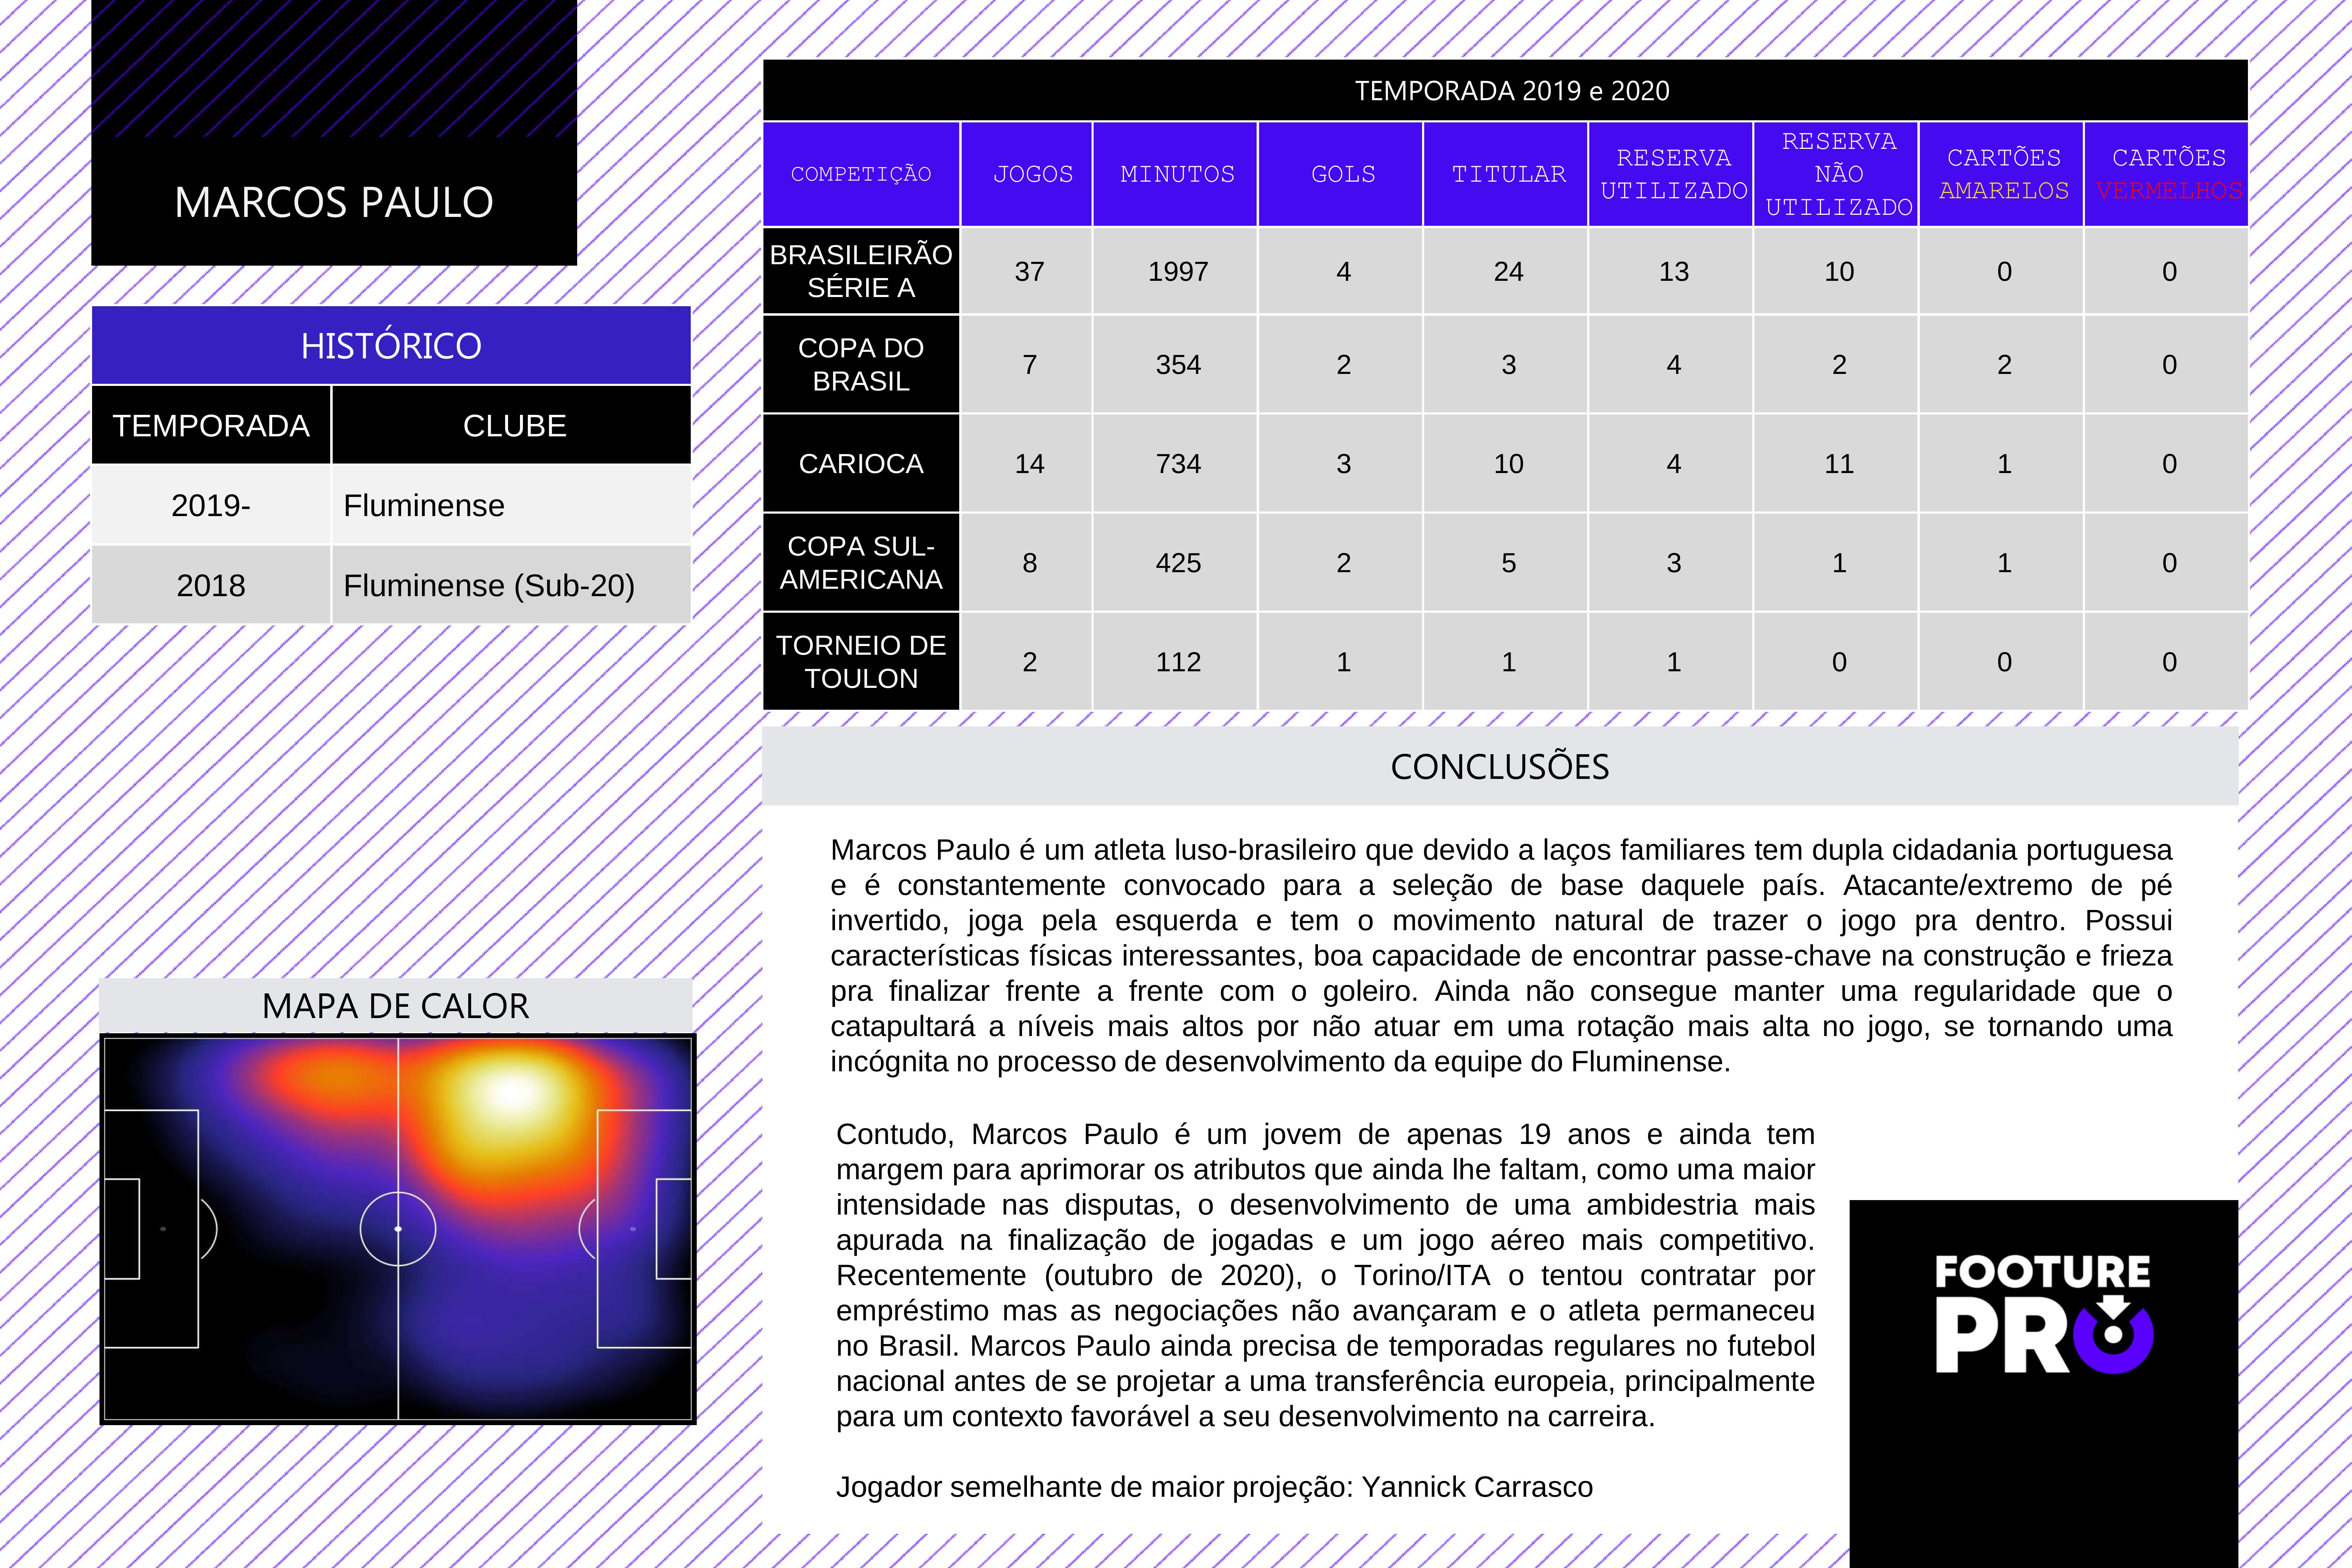 MARCOS PAULO
HISTÓRICO
TEMPORADA CLUBE
2019- Fluminense
2018 Fluminense (Sub-20)
MAPA DE CALOR
TEMPORADA 2019 e 2020
COMPETIÇÃO JOGOS MINUTOS GOLS TITULAR RESERVA UTILIZADO RESERVA NÃO UTILIZADO CARTÕES AMARELOS CARTÕES VERMELHOS
BRASILEIRÃO SÉRIE A 37 1997 4 24 13 10 0 0
COPA DO BRASIL 7 354 2 3 4 2 2 0
CARIOCA 14 734 3 10 4 11 1 0
COPA SUL-AMERICANA 8 425 2 5 3 1 1 0
TORNEIO DE TOULON 2 112 1 1 1 0 0 0
CONCLUSÕES
Marcos Paulo é um atleta luso-brasileiro que devido a laços familiares tem dupla cidadania portuguesa
e é constantemente convocado para a seleção de base daquele país. Atacante/extremo de pé
invertido, joga pela esquerda e tem o movimento natural de trazer o jogo pra dentro. Possui
características físicas interessantes, boa capacidade de encontrar passe-chave na construção e frieza
pra finalizar frente a frente com o goleiro. Ainda não consegue manter uma regularidade que o
catapultará a níveis mais altos por não atuar em uma rotação mais alta no jogo, se tornando uma
incógnita no processo de desenvolvimento da equipe do Fluminense.
Contudo, Marcos Paulo é um jovem de apenas 19 anos e ainda tem
margem para aprimorar os atributos que ainda lhe faltam, como uma maior
intensidade nas disputas, o desenvolvimento de uma ambidestria mais
apurada na finalização de jogadas e um jogo aéreo mais competitivo.
Recentemente (outubro de 2020), o Torino/ITA o tentou contratar por
empréstimo mas as negociações não avançaram e o atleta permaneceu
no Brasil. Marcos Paulo ainda precisa de temporadas regulares no futebol
nacional antes de se projetar a uma transferência europeia, principalmente
para um contexto favorável a seu desenvolvimento na carreira.
Jogador semelhante de maior projeção: Yannick Carrasco
FOOTURE
PRO